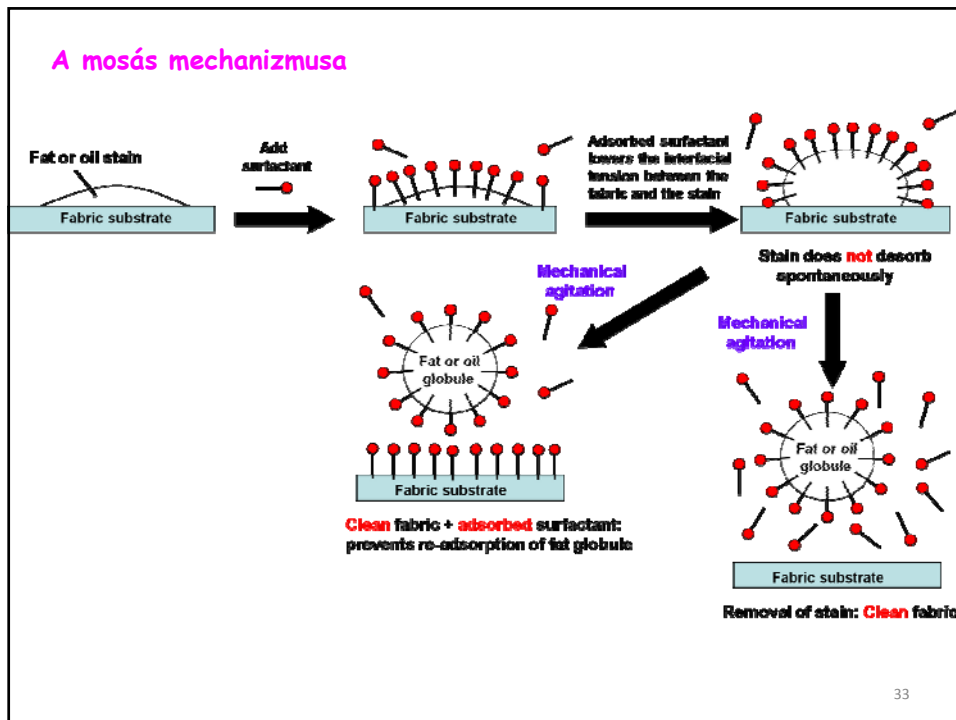 A mosás mechanizmusa
Fat or oil stain
Fabric substrate
Add
surfactant
Fabric substrate
Adsorbed surfactant
lowers the interfacial
tension between the
fabric and the stain
Fabric substrate
Stain does not desorb
spontaneously
Mechanical
agitation
Mechanical
agitation
Fat or oil
globule
Fabric substrate
Clean fabric + adsorbed surfactant:
prevents re-adsorption of fat globule
Fat or oil
globule
Fabric substrate
Removal of stain: Clean fabric
33